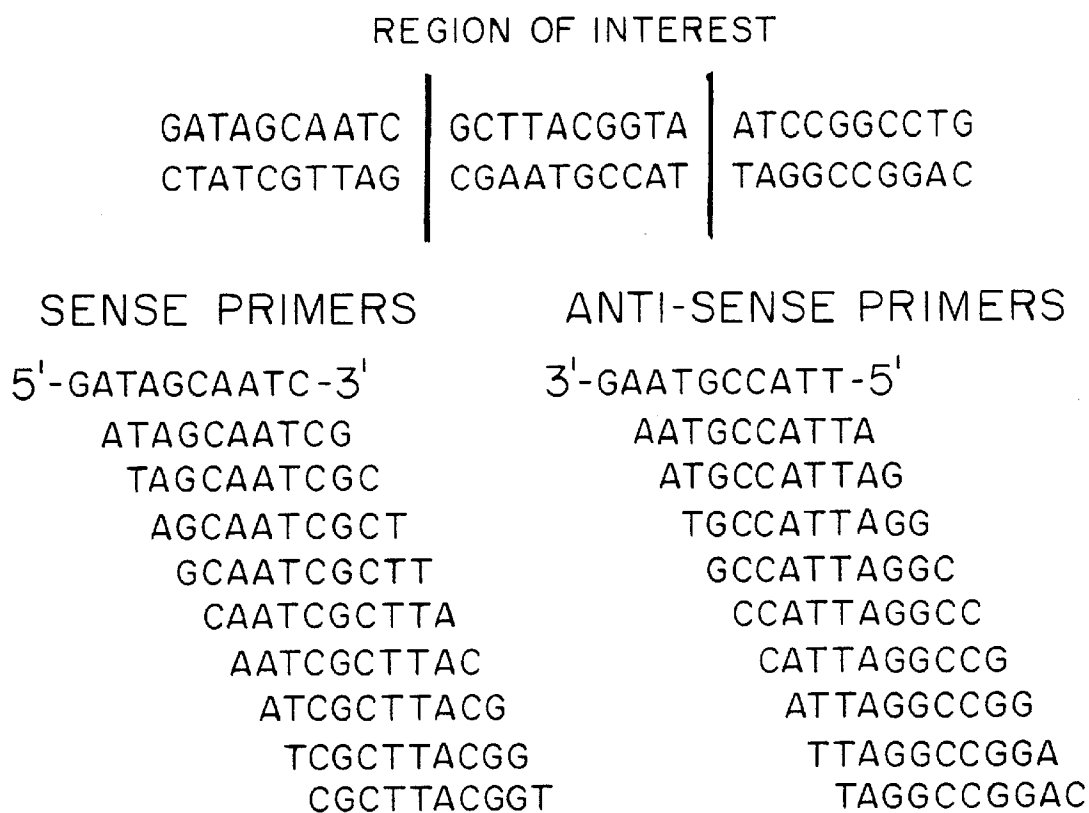 REGION OF INTEREST
GATAGCAATC GCTTACGGTA ATCCGGCCTG
CTATCGTTAG CGAATGCCAT TAGGCCGGAC
SENSE PRIMERS ANTI-SENSE PRIMERS
5'-GATAGCAATC-3' 3'-GAATGCCATT-5'
ATAGCAATCG AATGCCATTA
TAGCAATCGC ATGCCATTAG
AGCAATCGCT TGCCATTAGG
GCAATCGCTT GCCATTAGGC
CAATCGCTTA CCATTAGGCC
AATCGCTTAC CATTAGGCCG
ATCGCTTACG ATTAGGCCGG
TCGCTTACGG TTAGGCCGGA
CGCTTACGGT TAGGCCGGAC